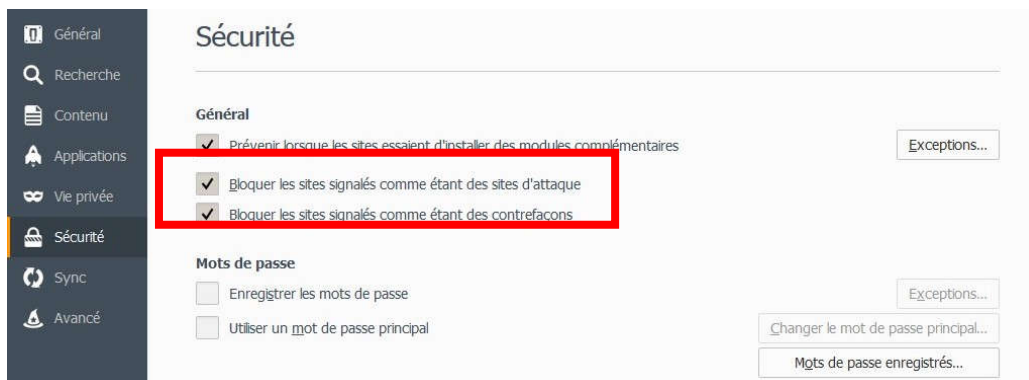 Général
Recherche
Contenu
Applications
Vie privée
Sécurité
Sync
Avancé
Sécurité
Général
Prévenir lorsque les sites essaient d'installer des modules complémentaires
Exceptions...
Bloquer les sites signalés comme étant des sites d'attaque
Bloquer les sites signalés comme étant des contrefaçons
Mots de passe
Enregistrer les mots de passe
Exceptions...
Utiliser un mot de passe principal
Changer le mot de passe principal...
Mots de passe enregistrés...